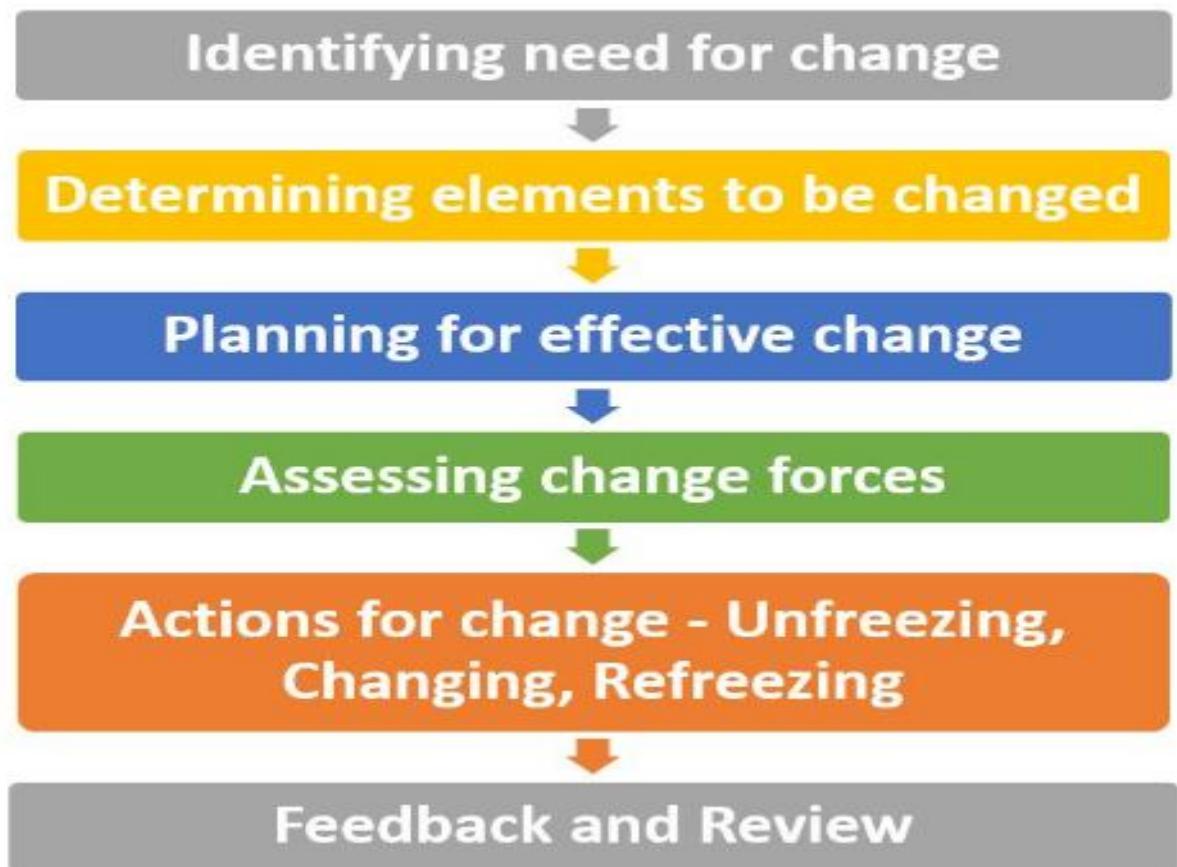 Identifying need for change
Determining elements to be changed
Planning for effective change
Assessing change forces
Actions for change - Unfreezing,
Changing, Refreezing
Feedback and Review